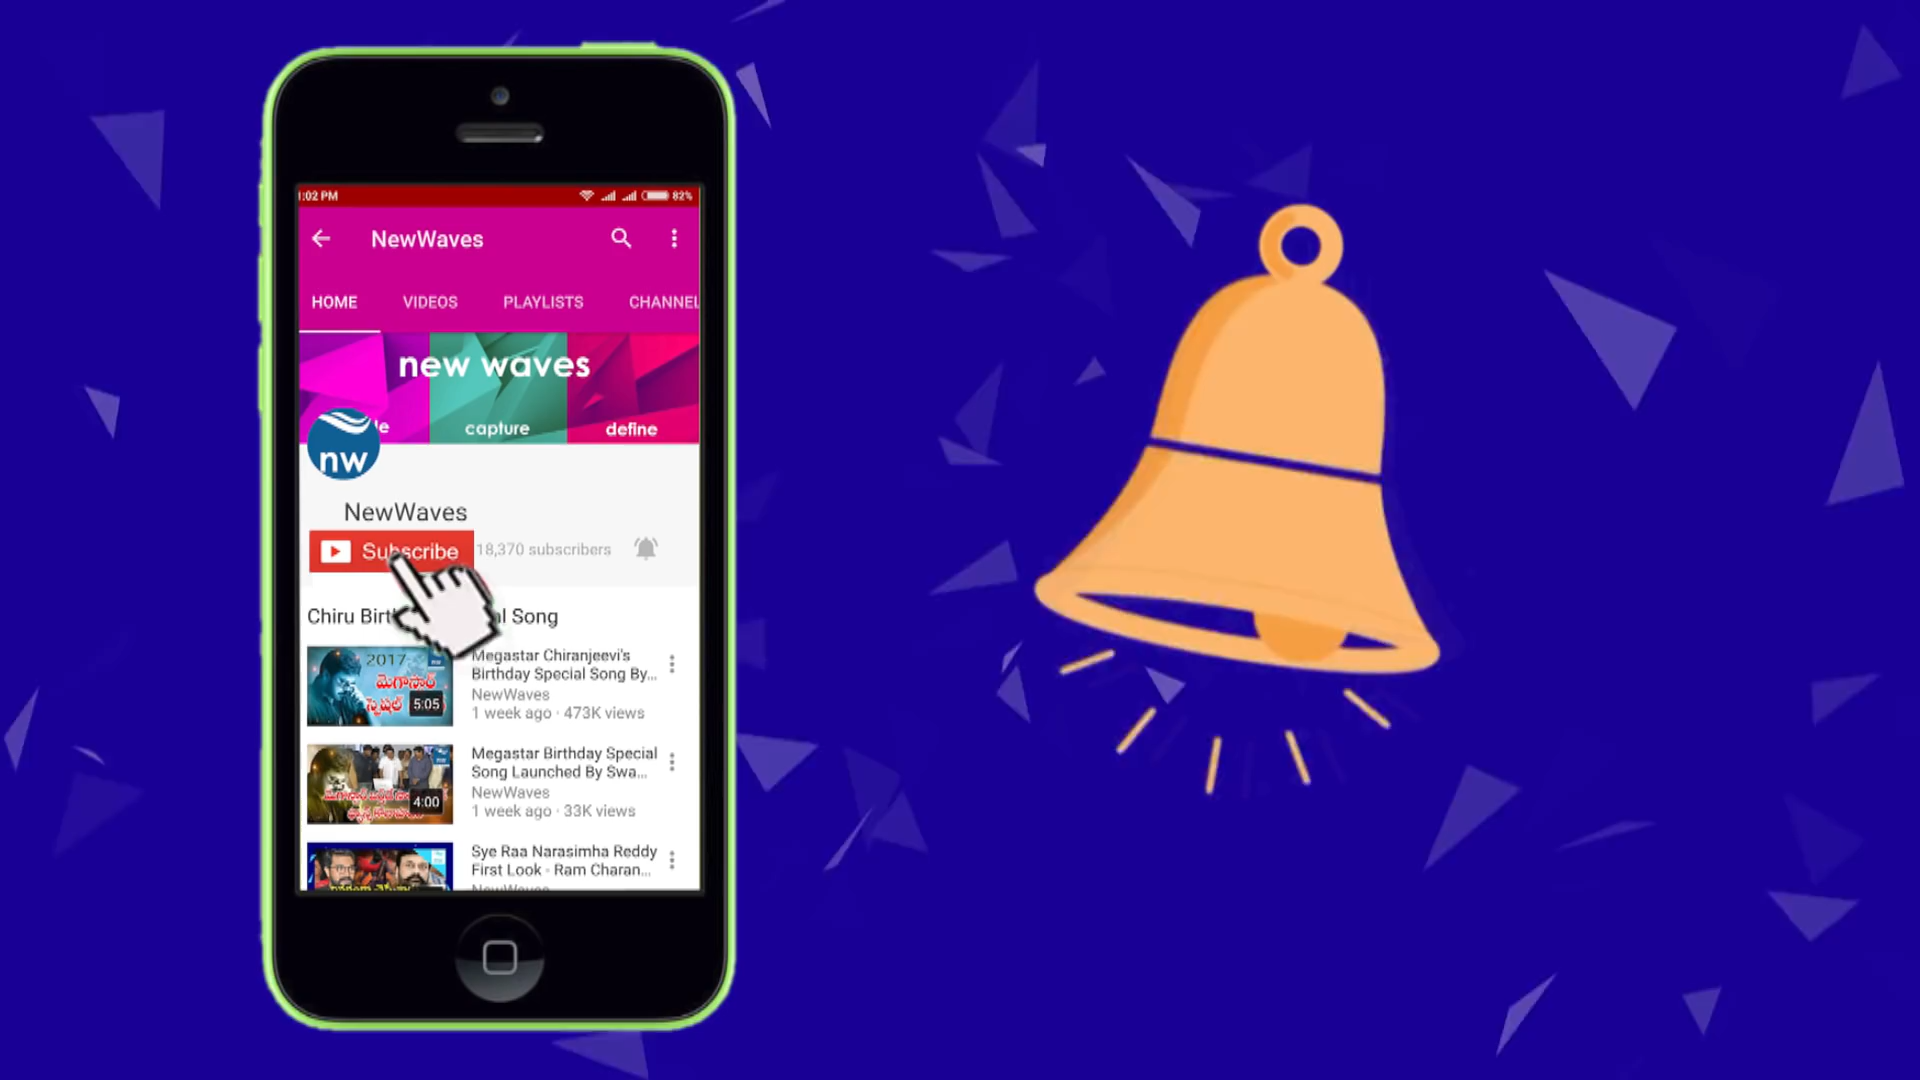 1:02 PM
82%
NewWaves
HOME VIDEOS PLAYLISTS CHANNEL
new waves
capture define
nw
NewWaves
Subscribe 18,370 subscribers
Song
2017
మెగాస్టార్
స్పెషల్
5:05
Megastar Chiranjeevi's
Birthday Special Song By...
NewWaves
1 week ago · 473K views
4:00
Megastar Birthday Special
Song Launched By Swa...
NewWaves
1 week ago · 33K views
Sye Raa Narasimha Reddy
First Look - Ram Charan...
NewWaves